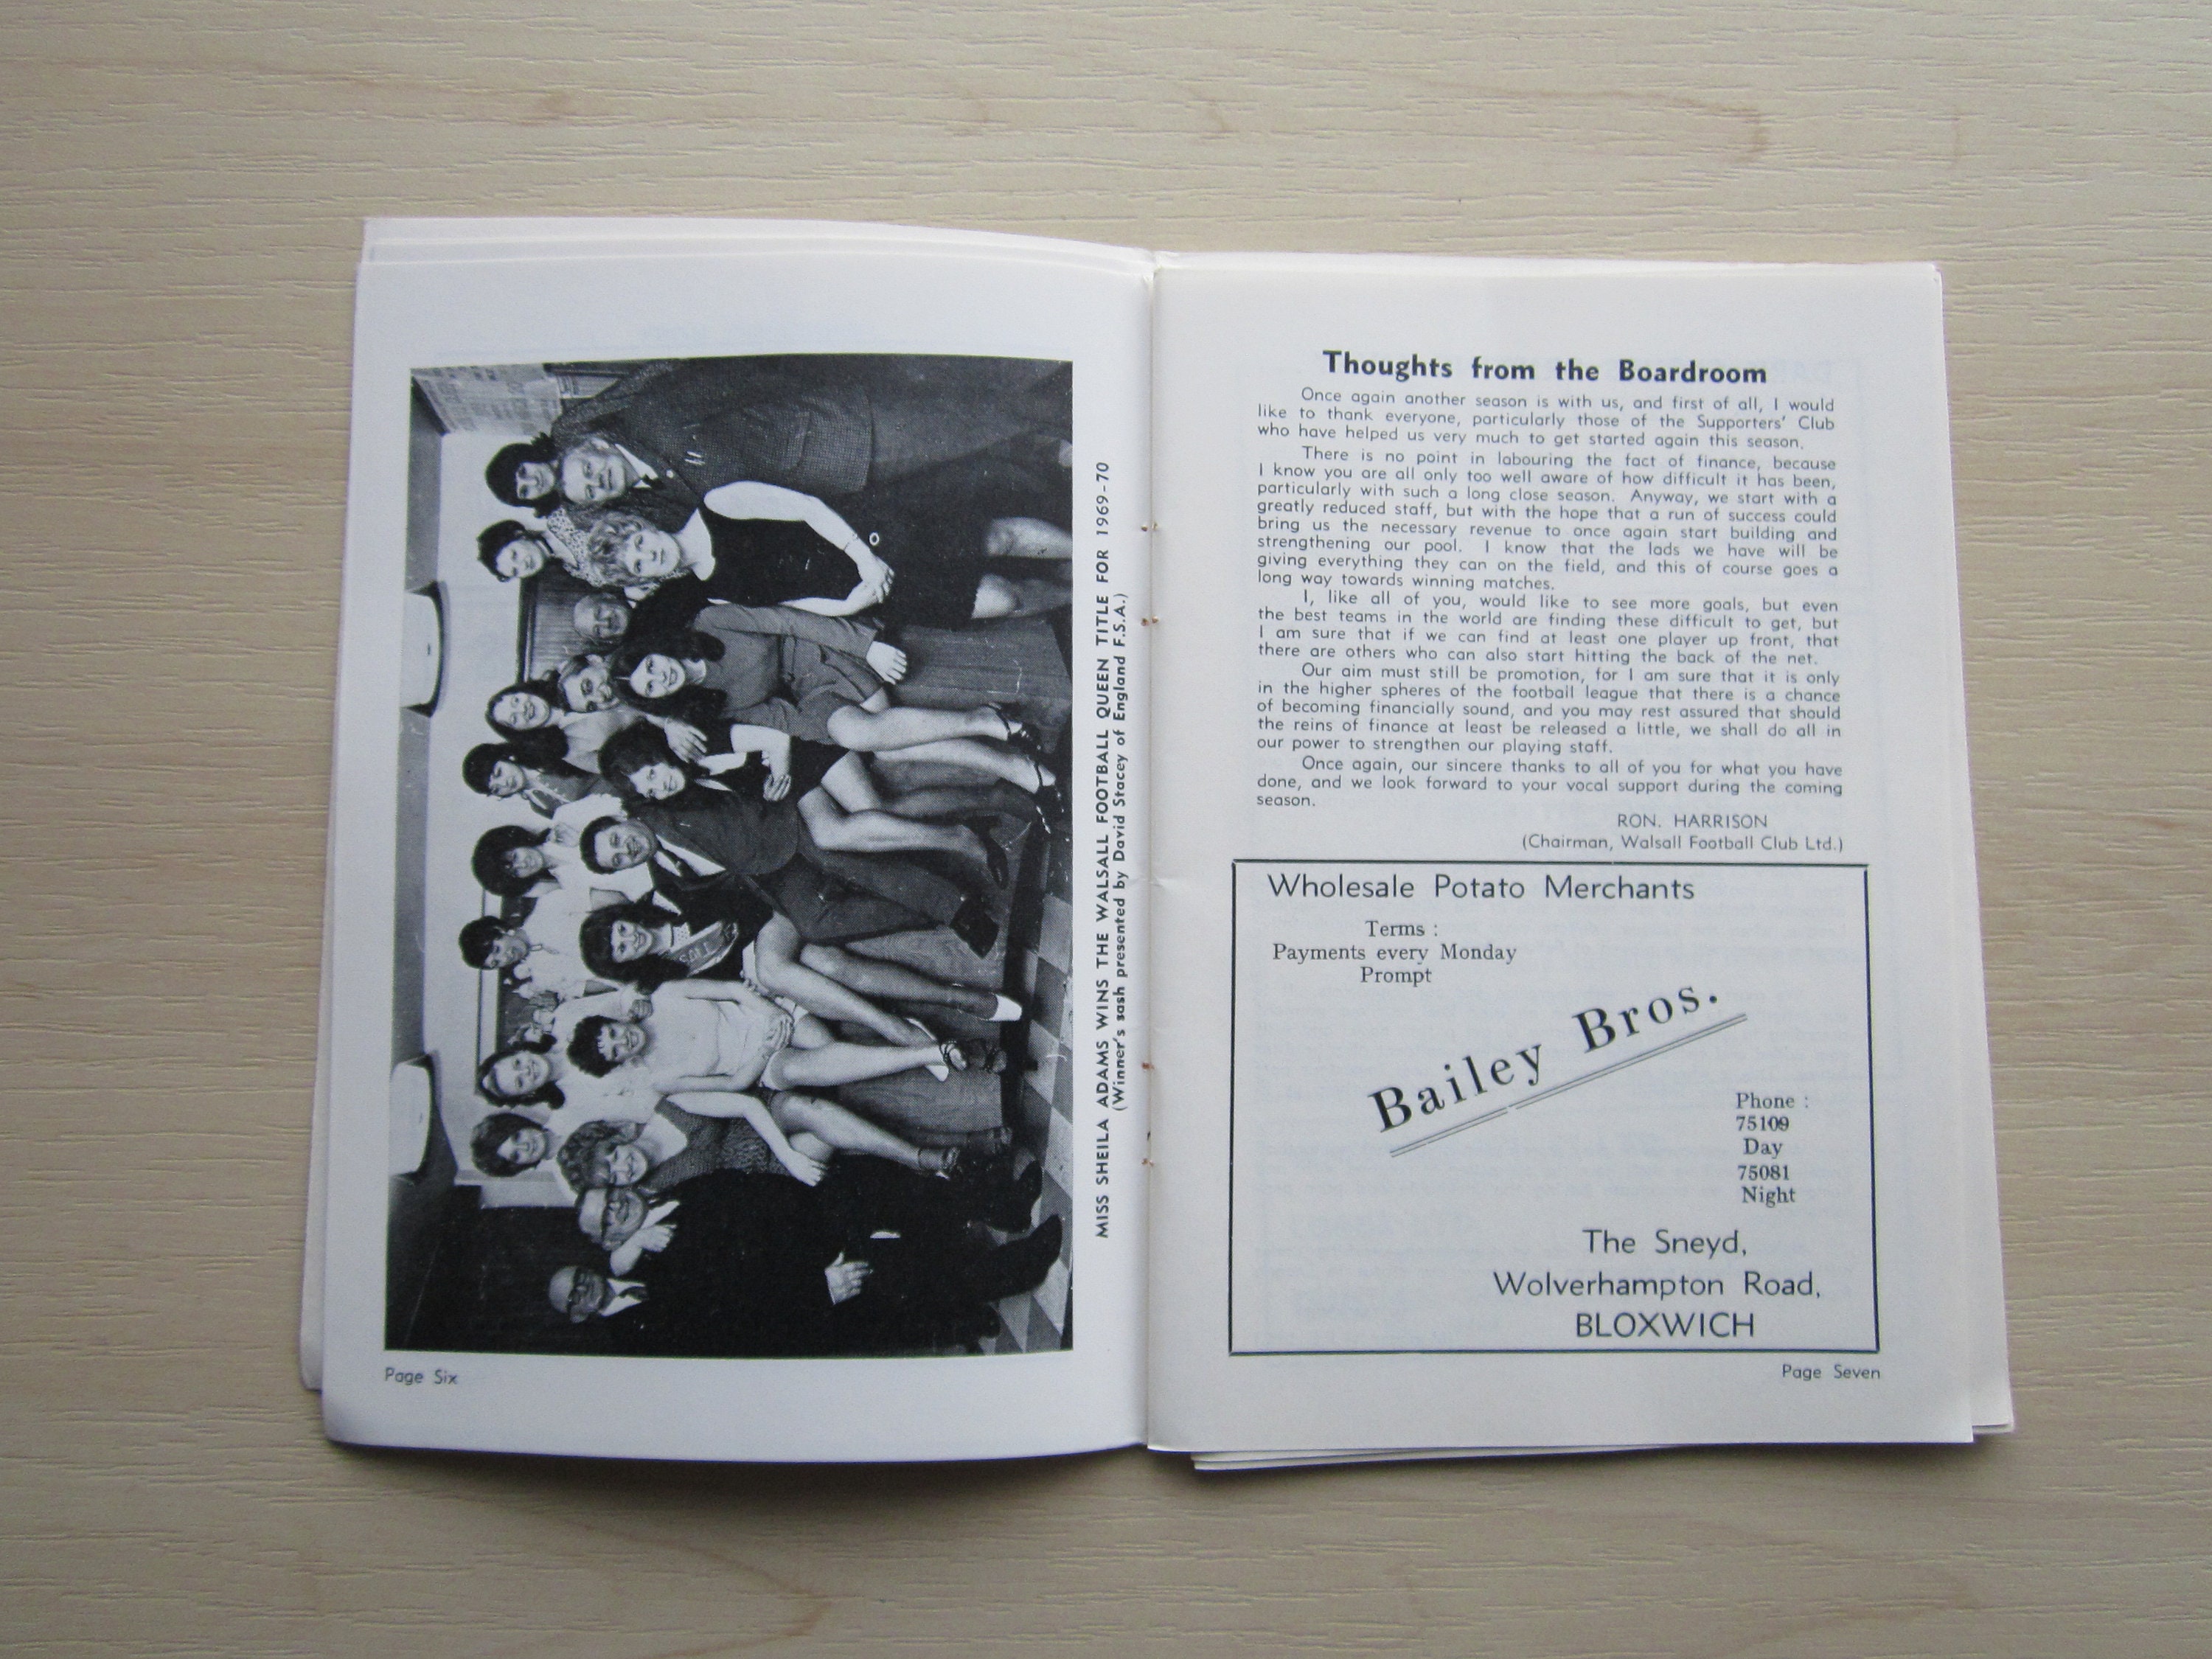 MISS SHEILA ADAMS WINS THE WALSALL FOOTBALL QUEEN TITLE FOR 1969-70
(Winner's sash presented by David Stacey of England F.S.A.)
Page Six
Thoughts from the Boardroom
Once again another season is with us, and first of all, I would
like to thank everyone, particularly those of the Supporters' Club
who have helped us very much to get started again this season.
There is no point in labouring the fact of finance, because
I know you are all only too well aware of how difficult it has been,
particularly with such a long close season. Anyway, we start with a
greatly reduced staff, but with the hope that a run of success could
bring us the necessary revenue to once again start building and
strengthening our pool. I know that the lads we have will be
giving everything they can on the field, and this of course goes a
long way towards winning matches.
I, like all of you, would like to see more goals, but even
the best teams in the world are finding these difficult to get, but
I am sure that if we can find at least one player up front, that
there are others who can also start hitting the back of the net.
Our aim must still be promotion, for I am sure that it is only
in the higher spheres of the football league that there is a chance
of becoming financially sound, and you may rest assured that should
the reins of finance at least be released a little, we shall do all in
our power to strengthen our playing staff.
Once again, our sincere thanks to all of you for what you have
done, and we look forward to your vocal support during the coming
season.
RON. HARRISON
(Chairman, Walsall Football Club Ltd.)
Wholesale Potato Merchants
Terms :
Payments every Monday
Prompt
Bailey Bros.
Phone :
75109
Day
75081
Night
The Sneyd,
Wolverhampton Road,
BLOXWICH
Page Seven